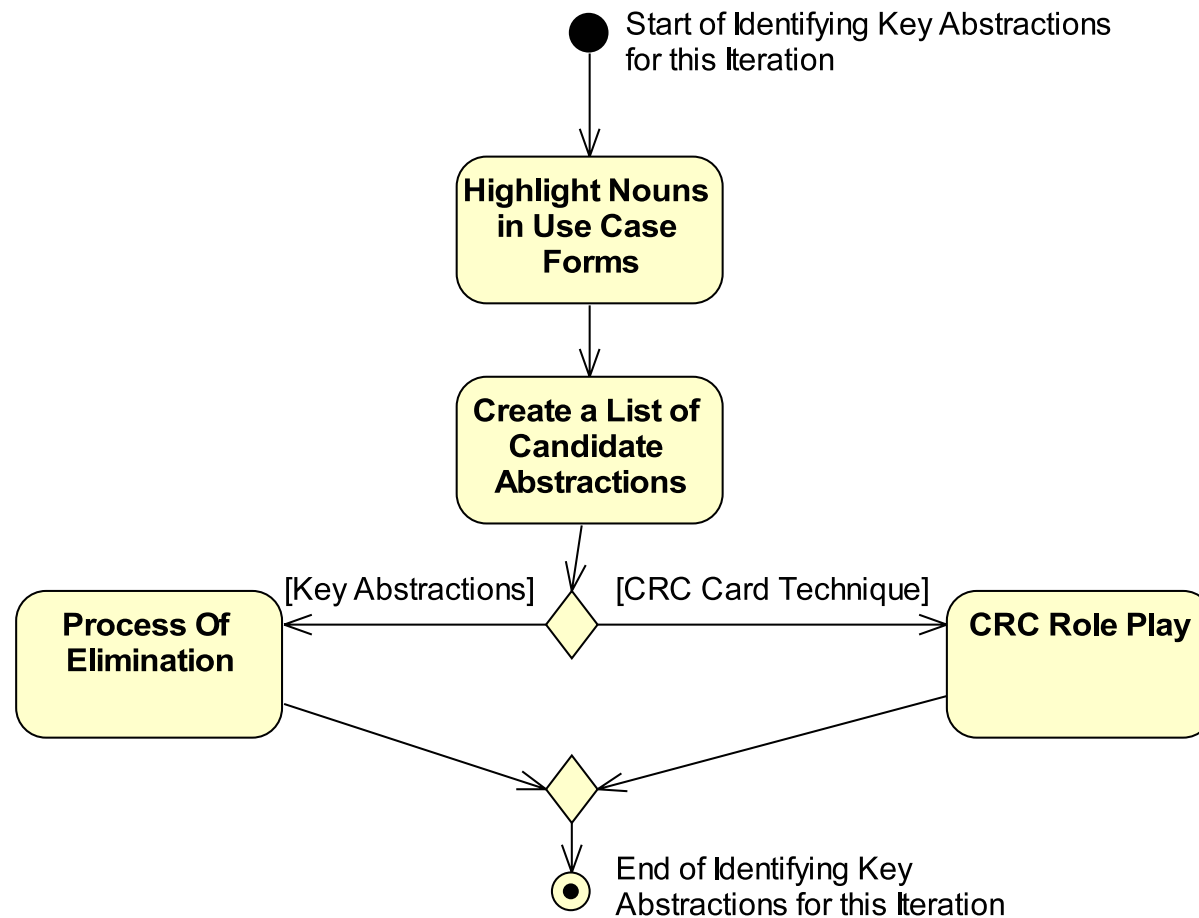 Start of Identifying Key Abstractions
for this Iteration
Highlight Nouns
in Use Case
Forms
Create a List of
Candidate
Abstractions
[Key Abstractions]
[CRC Card Technique]
Process Of
Elimination
CRC Role Play
End of Identifying Key
Abstractions for this Iteration